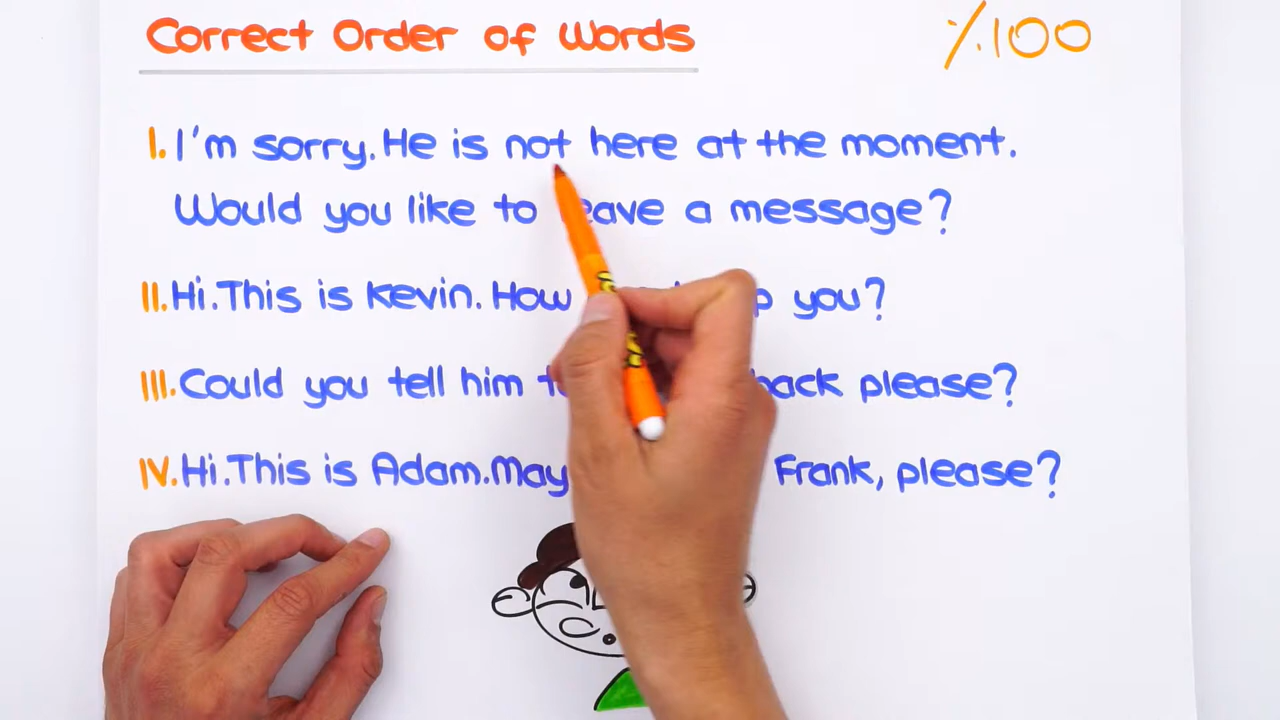 Correct Order of Words
٪100
I. I'm sorry. He is not here at the moment.
Would you like to leave a message?
II. Hi. This is Kevin. How you?
III. Could you tell him back please?
IV. Hi. This is Adam. May Frank, please?